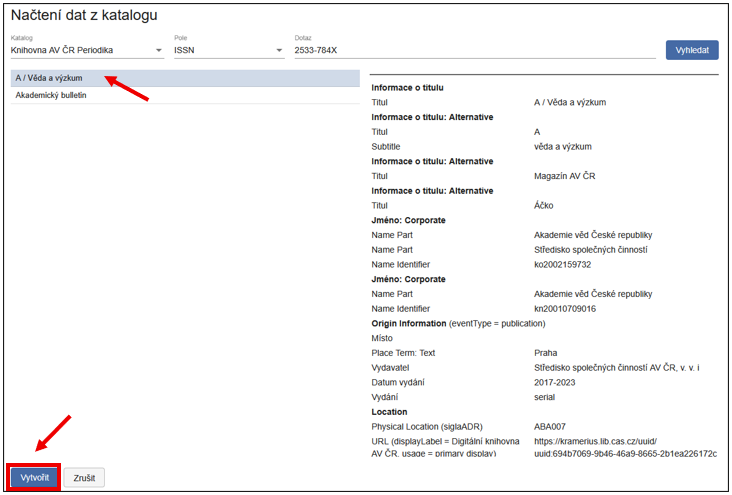 Načtení dat z katalogu
Katalog Pole Dotaz
Knihovna AV ČR Periodika ISSN 2533-784X Vyhledat
A / Věda a výzkum
Akademický bulletin
Informace o titulu
Titul A / Věda a výzkum
Informace o titulu: Alternative
Titul A
Subtitle věda a výzkum
Informace o titulu: Alternative
Titul Magazín AV ČR
Informace o titulu: Alternative
Titul Áčko
Jméno: Corporate
Name Part Akademie věd České republiky
Name Part Středisko společných činností
Name Identifier ko2002159732
Jméno: Corporate
Name Part Akademie věd České republiky
Name Identifier kn20010709016
Origin Information (eventType = publication)
Místo
Place Term: Text Praha
Vydavatel Středisko společných činností AV ČR, v. v. i
Datum vydání 2017-2023
Vydání serial
Location
Physical Location (siglaADR) ABA007
URL (displayLabel = Digitální knihovna https://kramerius.lib.cas.cz/uuid/
AV ČR, usage = primary display) uuid:694b7069-9b46-46a9-8665-2b1ea226172c
Vytvořit Zrušit